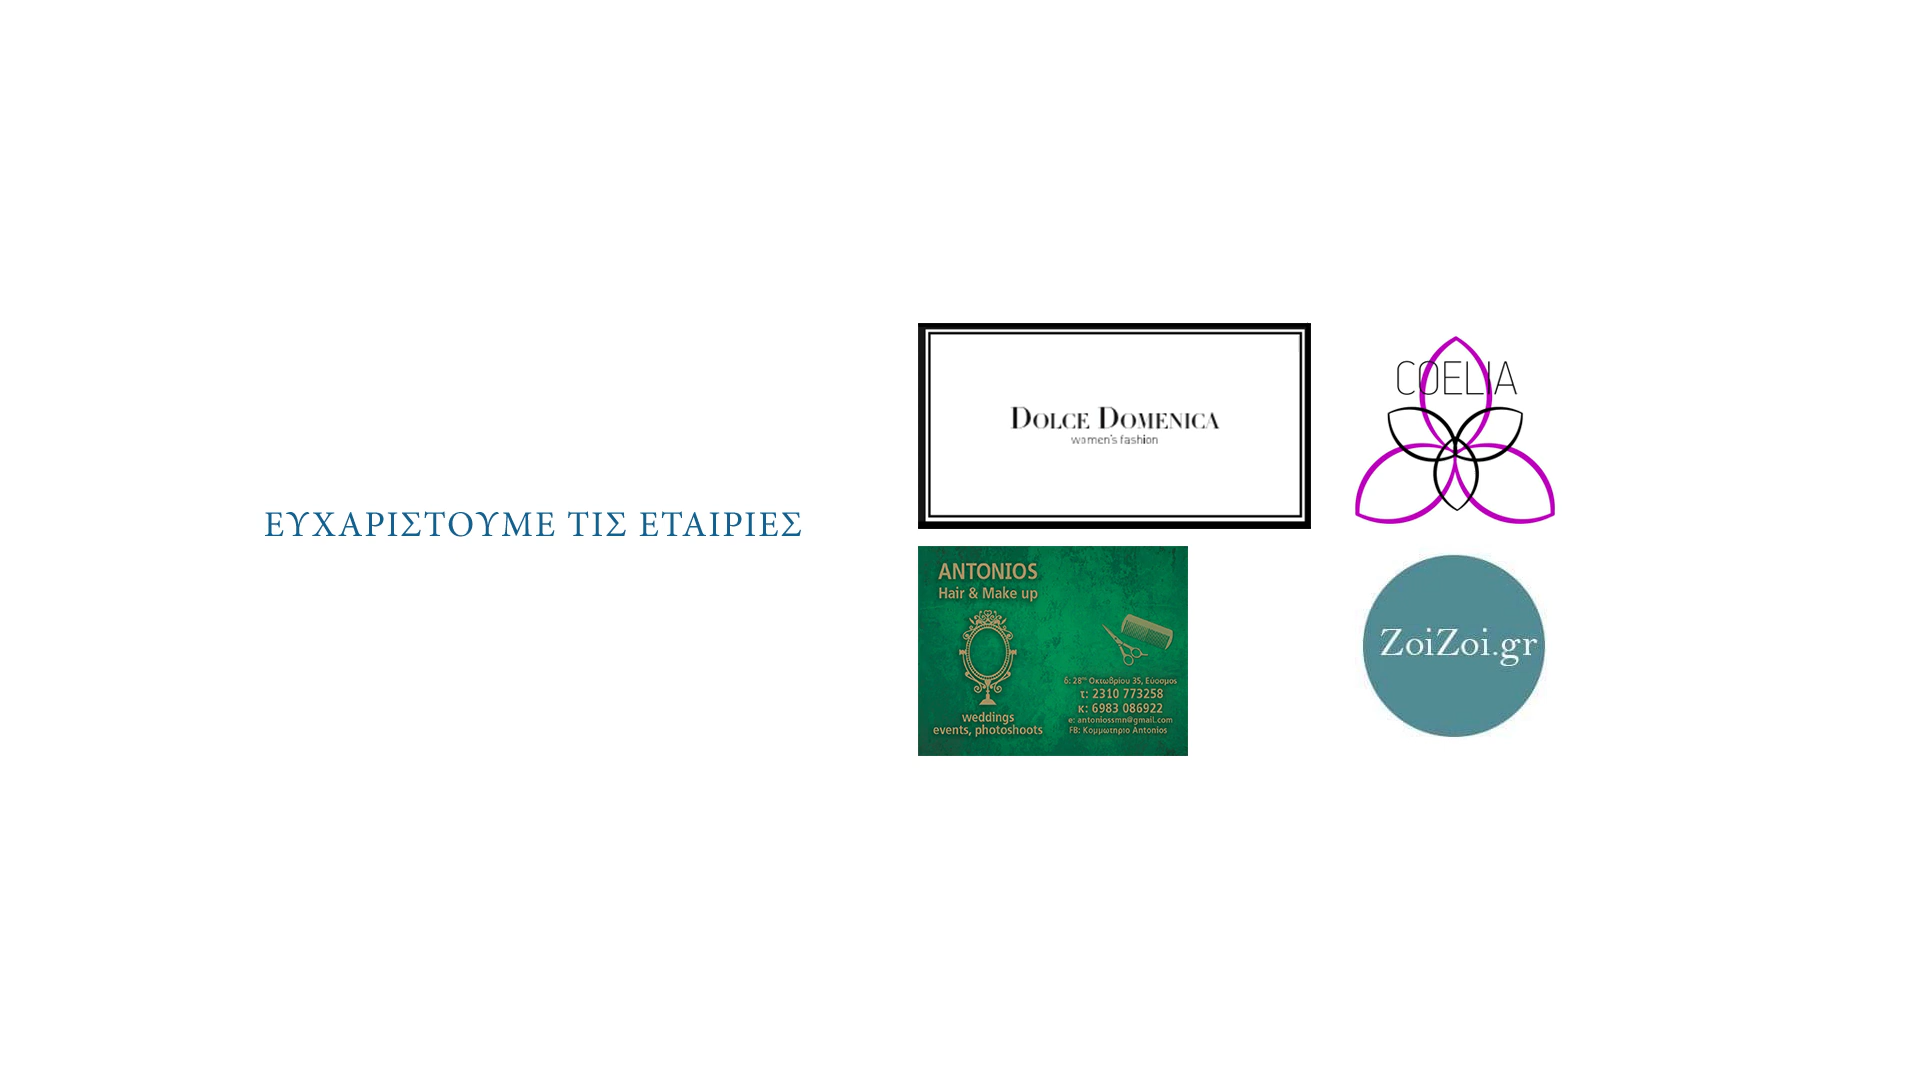 ΕΥΧΑΡΙΣΤΟΥΜΕ ΤΙΣ ΕΤΑΙΡΙΕΣ
DOLCE DOMENICA
women's fashion
COELIA
ANTONIOS
Hair & Make up
weddings
events, photoshoots
δ: 28ης Οκτωβρίου 35, Εύοσμος
τ: 2310 773258
κ: 6983 086922
e: antoniossmn@gmail.com
FB: Κομμωτηριο Antonios
ZoiZoi.gr